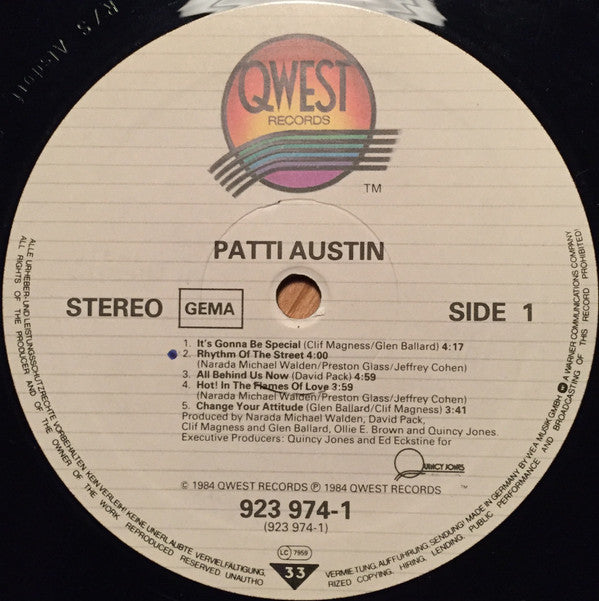 R/S Alsdorf
QWEST
RECORDS
TM
PATTI AUSTIN
STEREO GEMA SIDE 1
1. It's Gonna Be Special (Clif Magness/Glen Ballard) 4:17
2. Rhythm Of The Street 4:00
(Narada Michael Walden/Preston Glass/Jeffrey Cohen)
3. All Behind Us Now (David Pack) 4:59
4. Hot! In The Flames Of Love 3:59
(Narada Michael Walden/Preston Glass/Jeffrey Cohen)
5. Change Your Attitude (Glen Ballard/Clif Magness) 3:41
Produced by Narada Michael Walden, David Pack,
Clif Magness and Glen Ballard, Ollie E. Brown and Quincy Jones.
Executive Producers: Quincy Jones and Ed Eckstine for
QUINCY JONES
© 1984 QWEST RECORDS ℗ 1984 QWEST RECORDS ™
923 974-1
(923 974-1)
LC 7959
33
ALLE URHEBER- UND LEISTUNGSSCHUTZRECHTE VORBEHALTEN. KEIN VERLEIH! KEINE UNERLAUBTE VERVIELFÄLTIGUNG, VERMIETUNG, AUFFÜHRUNG, SENDUNG! MADE IN GERMANY BY WEA MUSIK GMBH A WARNER COMMUNICATIONS COMPANY
ALL RIGHTS OF THE PRODUCER AND OF THE OWNER OF THE WORK REPRODUCED RESERVED UNAUTHORIZED COPYING, HIRING, LENDING, PUBLIC PERFORMANCE AND BROADCASTING OF THIS RECORD PROHIBITED!